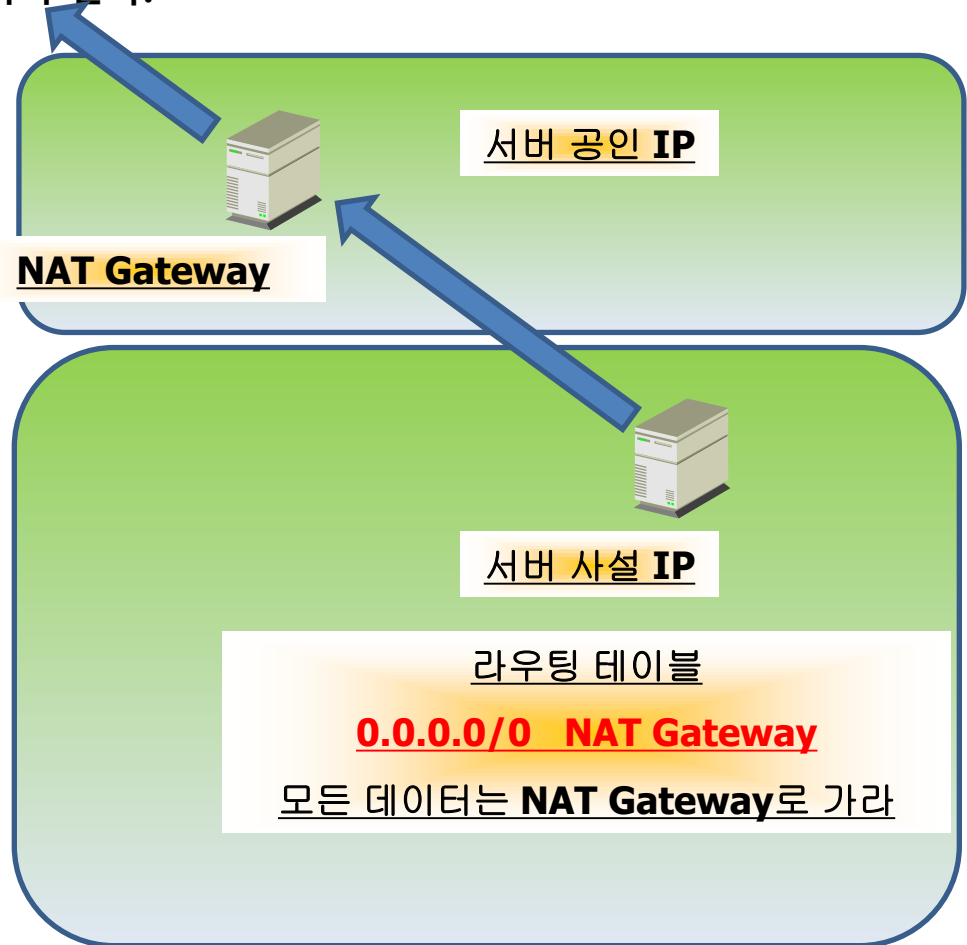 서버 공인 IP
NAT Gateway
서버 사설 IP
라우팅 테이블
0.0.0.0/0 NAT Gateway
모든 데이터는 NAT Gateway로 가라